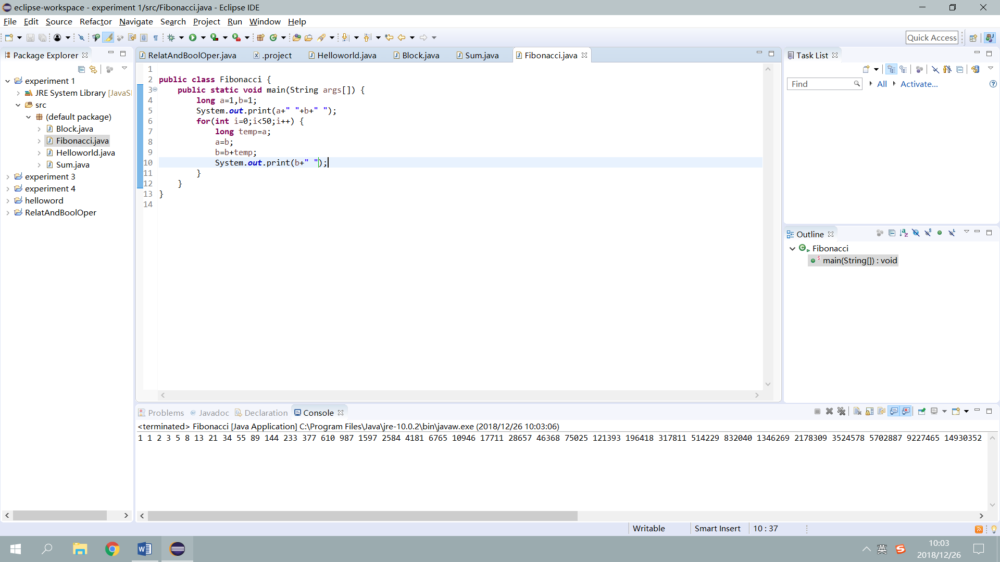 eclipse-workspace - experiment 1/src/Fibonacci.java - Eclipse IDE
File Edit Source Refactor Navigate Search Project Run Window Help
Quick Access
Package Explorer
RelatAndBoolOper.java .project Helloworld.java Block.java Sum.java Fibonacci.java
Task List
experiment 1
JRE System Library [JavaS
src
(default package)
Block.java
Fibonacci.java
Helloworld.java
Sum.java
experiment 3
experiment 4
helloword
RelatAndBoolOper
1
2 public class Fibonacci {
3 public static void main(String args[]) {
4 long a=1,b=1;
5 System.out.print(a+" "+b+" ");
6 for(int i=0;i<50;i++) {
7 long temp=a;
8 a=b;
9 b=b+temp;
10 System.out.print(b+" ");
11 }
12 }
13 }
14
Find All Activate...
Outline
Fibonacci
main(String[]) : void
Problems @ Javadoc Declaration Console
<terminated> Fibonacci [Java Application] C:\Program Files\Java\jre-10.0.2\bin\javaw.exe (2018/12/26 10:03:06)
1 1 2 3 5 8 13 21 34 55 89 144 233 377 610 987 1597 2584 4181 6765 10946 17711 28657 46368 75025 121393 196418 317811 514229 832040 1346269 2178309 3524578 5702887 9227465 14930352
Writable Smart Insert 10 : 37
英
10:03
2018/12/26